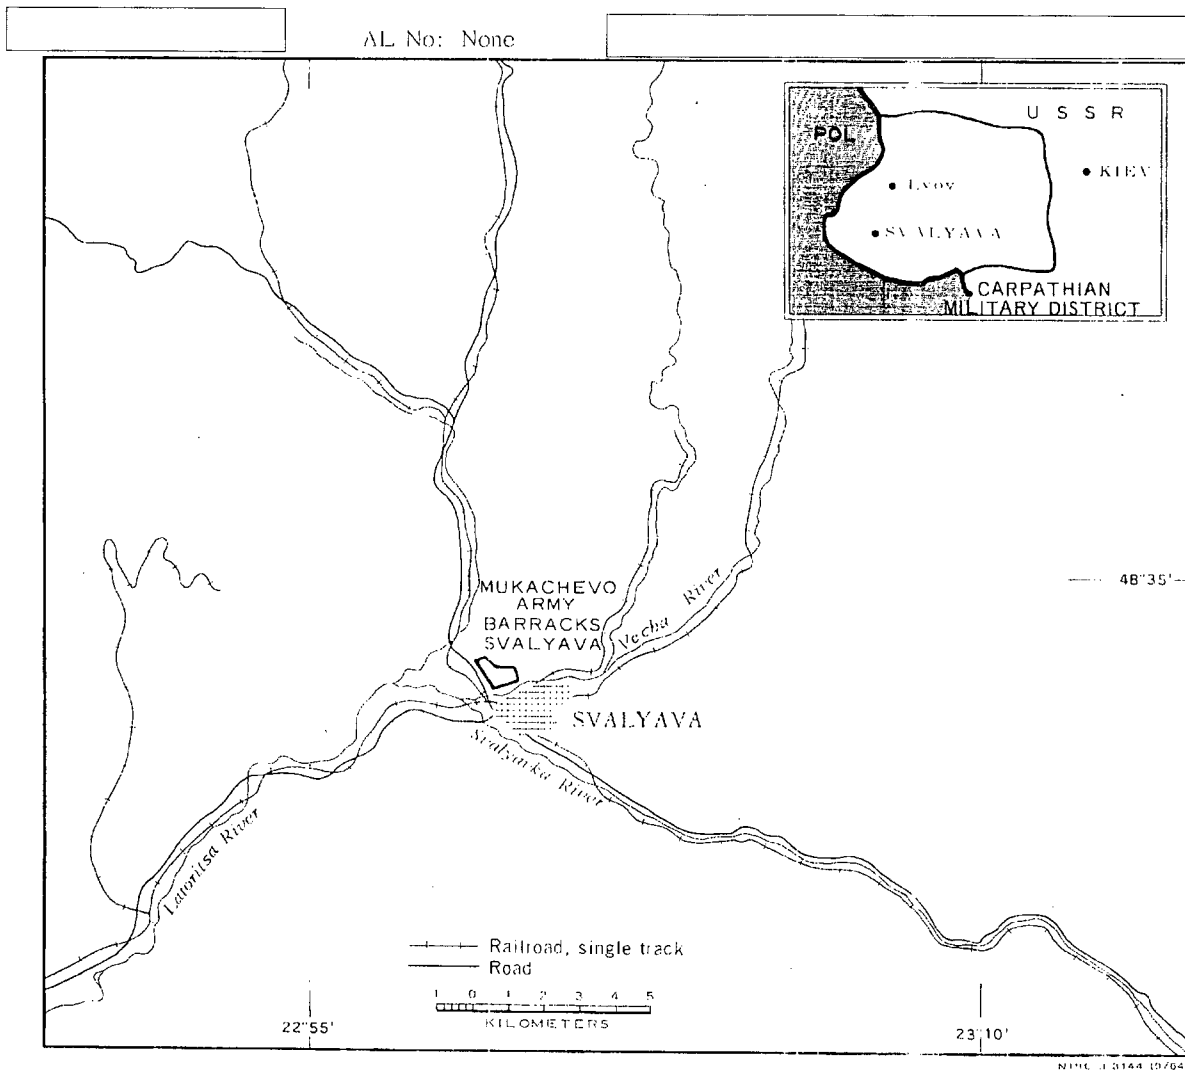 AL No: None
U S S R
POL
KIEV
Lvov
SVALYAVA
CARPATHIAN
MILITARY DISTRICT
48°35'
MUKACHEVO
ARMY
BARRACKS
SVALYAVA
Vecha River
SVALYAVA
Svalyavka River
Latoritsa River
Railroad, single track
Road
1 0 1 2 3 4 5
KILOMETERS
22°55'
23°10'